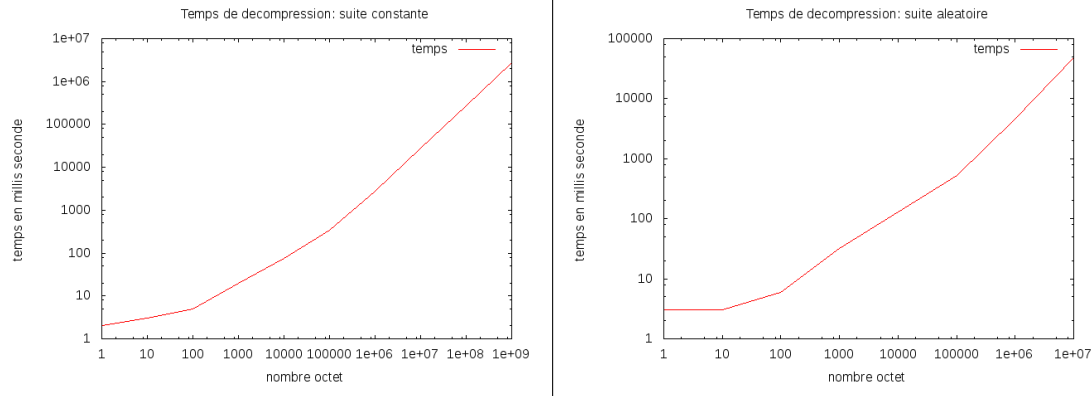 Temps de decompression: suite constante
temps
1e+07
1e+06
100000
10000
1000
100
10
1
temps en millis seconde
1 10 100 1000 10000 100000 1e+06 1e+07 1e+08 1e+09
nombre octet
Temps de decompression: suite aleatoire
temps
100000
10000
1000
100
10
1
temps en millis seconde
1 10 100 1000 10000 100000 1e+06 1e+07
nombre octet